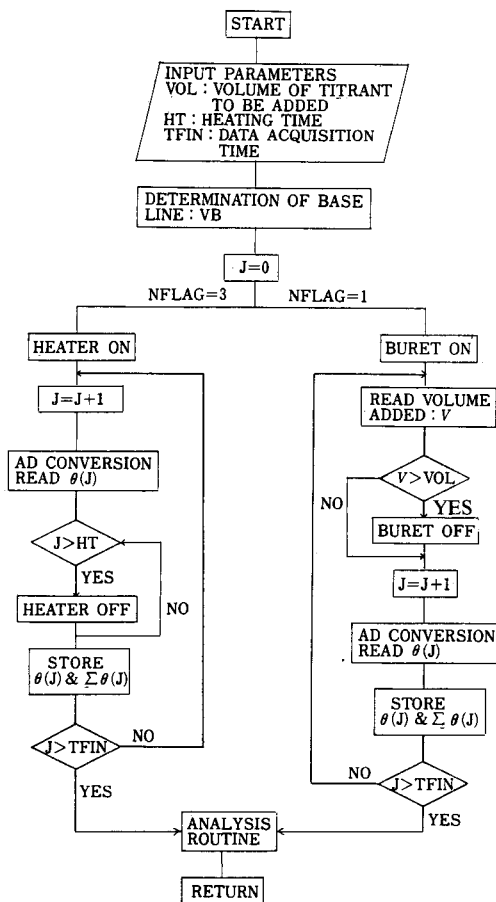 START
INPUT PARAMETERS
VOL : VOLUME OF TITRANT
TO BE ADDED
HT : HEATING TIME
TFIN : DATA ACQUISITION
TIME
DETERMINATION OF BASE
LINE : VB
J=0
NFLAG=3
NFLAG=1
HEATER ON
J=J+1
AD CONVERSION
READ θ(J)
J>HT
YES
NO
HEATER OFF
STORE
θ(J) & Σ θ(J)
J>TFIN
NO
YES
BURET ON
READ VOLUME
ADDED : V
V>VOL
NO
YES
BURET OFF
J=J+1
AD CONVERSION
READ θ(J)
STORE
θ(J) & Σ θ(J)
J>TFIN
NO
YES
ANALYSIS
ROUTINE
RETURN